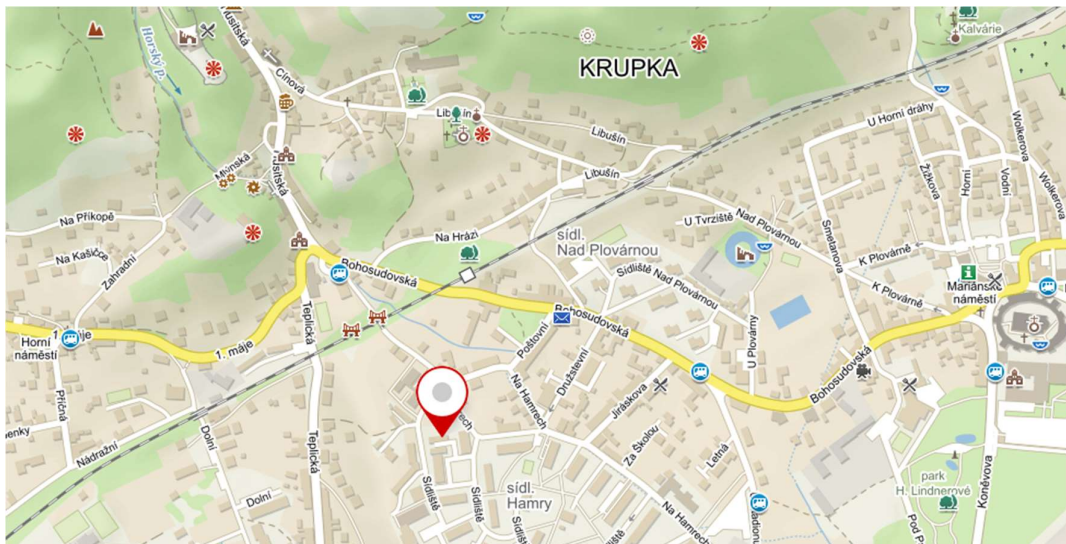 Husitská
Horský p.
Kalvárie
KRUPKA
Cínová
Libušín
Libušín
U Horní dráhy
Wolkerova
Mlýnská
Husitská
Libušín
Žižkova
Horní
Vodní
Wolkerova
Na Příkopě
U Tvrziště
Nad Plovárnou
Smetanova
Na Hrázi
sídl.
Nad Plovárnou
Na Kašičce
Zahradní
K Plovárně
Bohosudovská
Sídliště Nad Plovárnou
Mariánské
náměstí
K Plovárně
Teplická
Bohosudovská
1. máje
Horní
náměstí
1. máje
Poštovní
U Plovárny
Družstevní
Bohosudovská
Na Hamrech
Jiráskova
Příčná
Dolní
Teplická
Za Školou
Letná
Nádražní
Sídliště
Sídliště
sídl.
Hamry
Dolní
Na Hamrech
park
H. Lindnerové
Koněvova